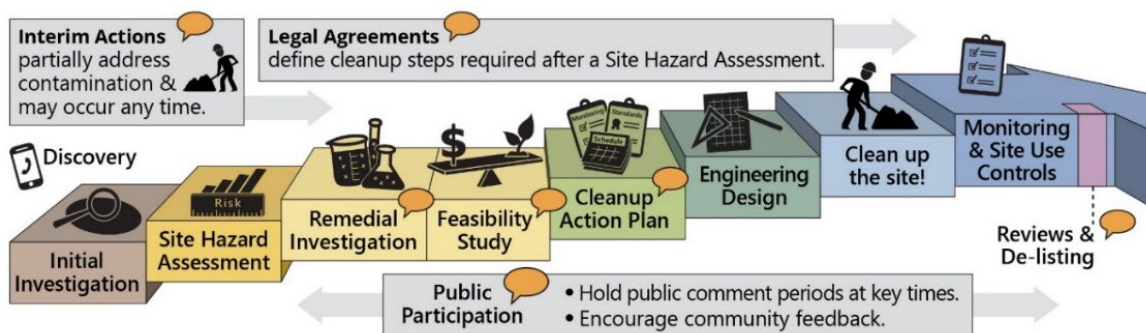 Interim Actions
partially address
contamination &
may occur any time.
Legal Agreements
define cleanup steps required after a Site Hazard Assessment.
Discovery
Initial
Investigation
Risk
Site Hazard
Assessment
Remedial
Investigation
$
Feasibility
Study
Monitoring
Standards
Schedule
Cleanup
Action Plan
Engineering
Design
Clean up
the site!
Monitoring
& Site Use
Controls
Reviews &
De-listing
Public
Participation
• Hold public comment periods at key times.
• Encourage community feedback.